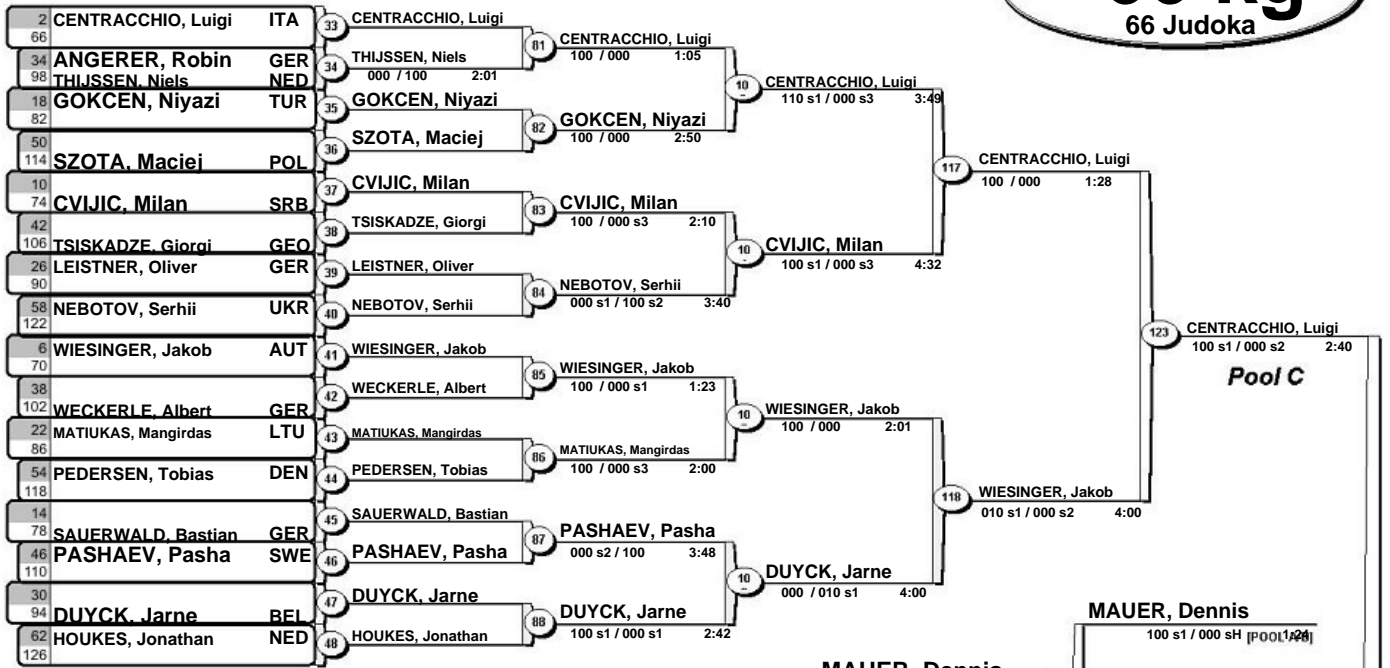 66 Judoka
2 CENTRACCHIO, Luigi ITA
66
34 ANGERER, Robin GER
98 THIJSSEN, Niels NED
18 GOKCEN, Niyazi TUR
82
50
114 SZOTA, Maciej POL
10
74 CVIJIC, Milan SRB
42
106 TSISKADZE, Giorgi GEO
26 LEISTNER, Oliver GER
90
58 NEBOTOV, Serhii UKR
122
6 WIESINGER, Jakob AUT
70
38
102 WECKERLE, Albert GER
22 MATIUKAS, Mangirdas LTU
86
54 PEDERSEN, Tobias DEN
118
14
78 SAUERWALD, Bastian GER
46 PASHAEV, Pasha SWE
110
30
94 DUYCK, Jarne BEL
62 HOUKES, Jonathan NED
126
33 CENTRACCHIO, Luigi
34 THIJSSEN, Niels
000 / 100 2:01
35 GOKCEN, Niyazi
36 SZOTA, Maciej
37 CVIJIC, Milan
38 TSISKADZE, Giorgi
39 LEISTNER, Oliver
40 NEBOTOV, Serhii
41 WIESINGER, Jakob
42 WECKERLE, Albert
43 MATIUKAS, Mangirdas
44 PEDERSEN, Tobias
45 SAUERWALD, Bastian
46 PASHAEV, Pasha
47 DUYCK, Jarne
48 HOUKES, Jonathan
81 CENTRACCHIO, Luigi
100 / 000 1:05
82 GOKCEN, Niyazi
100 / 000 2:50
83 CVIJIC, Milan
100 / 000 s3 2:10
84 NEBOTOV, Serhii
000 s1 / 100 s2 3:40
85 WIESINGER, Jakob
100 / 000 s1 1:23
86 MATIUKAS, Mangirdas
100 / 000 s3 2:00
87 PASHAEV, Pasha
000 s2 / 100 3:48
88 DUYCK, Jarne
100 s1 / 000 s1 2:42
10 CENTRACCHIO, Luigi
110 s1 / 000 s3 3:49
10 CVIJIC, Milan
100 s1 / 000 s3 4:32
10 WIESINGER, Jakob
100 / 000 2:01
10 DUYCK, Jarne
000 / 010 s1 4:00
117 CENTRACCHIO, Luigi
100 / 000 1:28
118 WIESINGER, Jakob
010 s1 / 000 s2 4:00
123 CENTRACCHIO, Luigi
100 s1 / 000 s2 2:40
Pool C
MAUER, Dennis
100 s1 / 000 sH 1:24